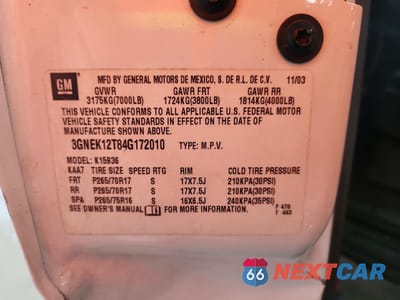 MFD BY GENERAL MOTORS DE MEXICO, S. DE R.L. DE C.V. 11/03
GM
GVWR GAWR FRT GAWR RR
3175KG(7000LB) 1724KG(3800LB) 1814KG(4000LB)
THIS VEHICLE CONFORMS TO ALL APPLICABLE U.S. FEDERAL MOTOR
VEHICLE SAFETY STANDARDS IN EFFECT ON THE DATE OF
MANUFACTURE SHOWN ABOVE.
3GNEK12T84G172010 TYPE: M.P.V.
MODEL: K15936
KAA7 TIRE SIZE SPEED RTG RIM COLD TIRE PRESSURE
FRT P265/70R17 S 17X7.5J 210KPA(30PSI)
RR P265/70R17 S 17X7.5J 210KPA(30PSI)
SPA P265/75R16 S 16X6.5J 240KPA(35PSI)
SEE OWNER'S MANUAL FOR MORE INFORMATION.
66 NEXTCAR